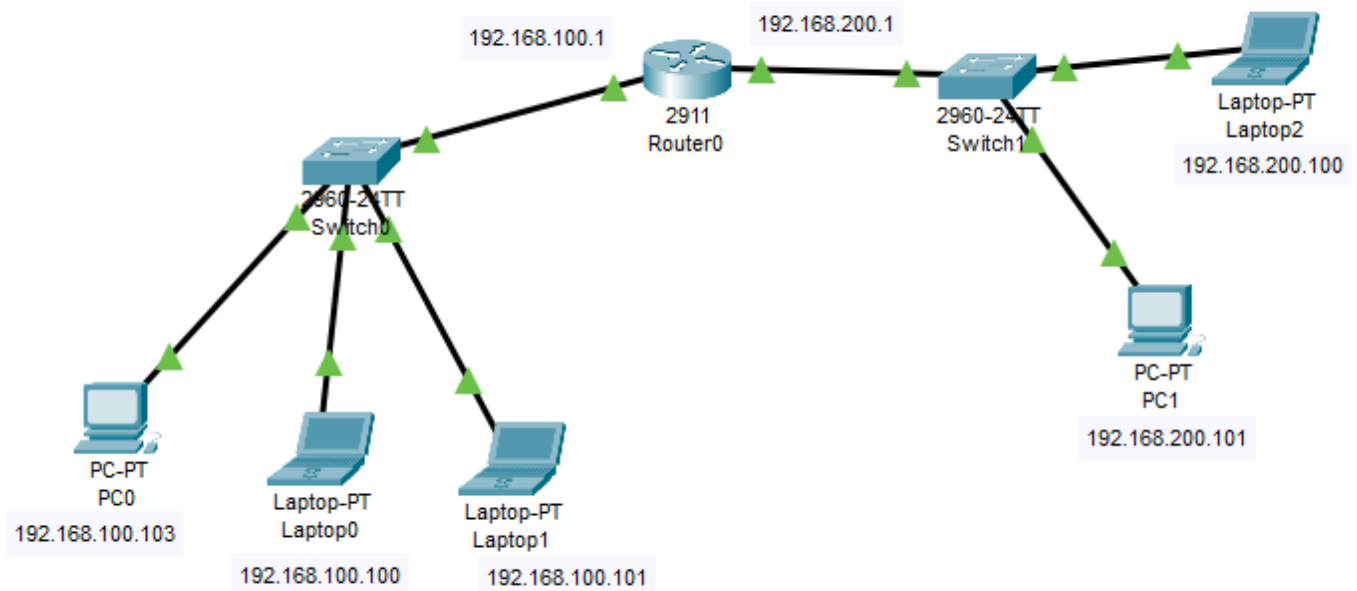 192.168.100.1
192.168.200.1
2911
Router0
2960-24TT
Switch1
Laptop-PT
Laptop2
192.168.200.100
2960-24TT
Switch0
PC-PT
PC1
192.168.200.101
PC-PT
PC0
192.168.100.103
Laptop-PT
Laptop0
192.168.100.100
Laptop-PT
Laptop1
192.168.100.101